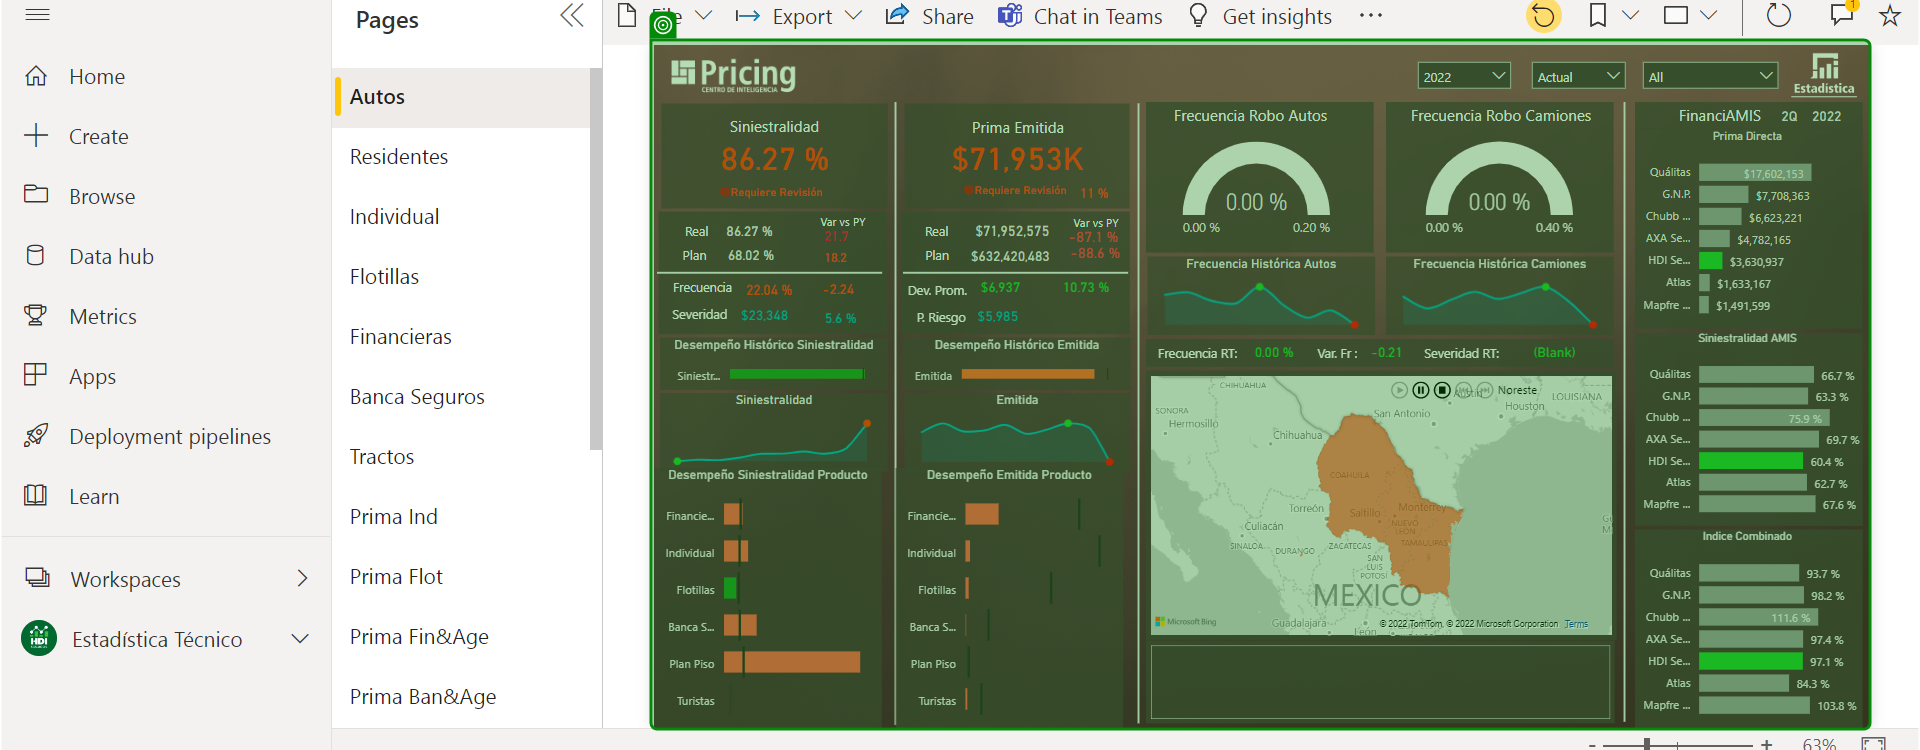 Home
Create
Browse
Data hub
Metrics
Apps
Deployment pipelines
Learn
Workspaces
HDI
Estadística Técnico
Pages
Autos
Residentes
Individual
Flotillas
Financieras
Banca Seguros
Tractos
Prima Ind
Prima Flot
Prima Fin&Age
Prima Ban&Age
File
Export
Share
Chat in Teams
Get insights
1
Pricing
CENTRO DE INTELIGENCIA
2022
Actual
All
Estadística
Siniestralidad
86.27 %
Requiere Revisión
Var vs PY
Real 86.27 % 21.7
Plan 68.02 % 18.2
Frecuencia 22.04 % -2.24
Severidad $23,348 5.6 %
Desempeño Histórico Siniestralidad
Siniestr...
Siniestralidad
Desempeño Siniestralidad Producto
Financie...
Individual
Flotillas
Banca S...
Plan Piso
Turistas
Prima Emitida
$71,953K
Requiere Revisión 11 %
Var vs PY
Real $71,952,575 -87.1 %
Plan $632,420,483 -88.6 %
Dev. Prom. $6,937 10.73 %
P. Riesgo $5,985
Desempeño Histórico Emitida
Emitida
Emitida
Desempeño Emitida Producto
Financie...
Individual
Flotillas
Banca S...
Plan Piso
Turistas
Frecuencia Robo Autos
0.00 %
0.00 % 0.20 %
Frecuencia Robo Camiones
0.00 %
0.00 % 0.40 %
Frecuencia Histórica Autos
Frecuencia Histórica Camiones
Frecuencia RT: 0.00 % Var. Fr : -0.21 Severidad RT: (Blank)
Noreste
CHIHUAHUA
Austin
LOUISIANA
SONORA
San Antonio
Houston
Hermosillo
Chihuahua
COAHUILA
Torreón
Monterrey
Saltillo
Culiacán
NUEVO
LEÓN
SINALOA
DURANGO
ZACATECAS
TAMAULIPAS
SAN
LUIS
POTOSÍ
MEXICO
Guadalajara
León
Microsoft Bing
© 2022 TomTom, © 2022 Microsoft Corporation Terms
FinanciAMIS 2Q 2022
Prima Directa
Quálitas $17,602,153
G.N.P. $7,708,363
Chubb ... $6,623,221
AXA Se... $4,782,165
HDI Se... $3,630,937
Atlas $1,633,167
Mapfre ... $1,491,599
Siniestralidad AMIS
Quálitas 66.7 %
G.N.P. 63.3 %
Chubb ... 75.9 %
AXA Se... 69.7 %
HDI Se... 60.4 %
Atlas 62.7 %
Mapfre ... 67.6 %
Indice Combinado
Quálitas 93.7 %
G.N.P. 98.2 %
Chubb ... 111.6 %
AXA Se... 97.4 %
HDI Se... 97.1 %
Atlas 84.3 %
Mapfre ... 103.8 %
- + 63%